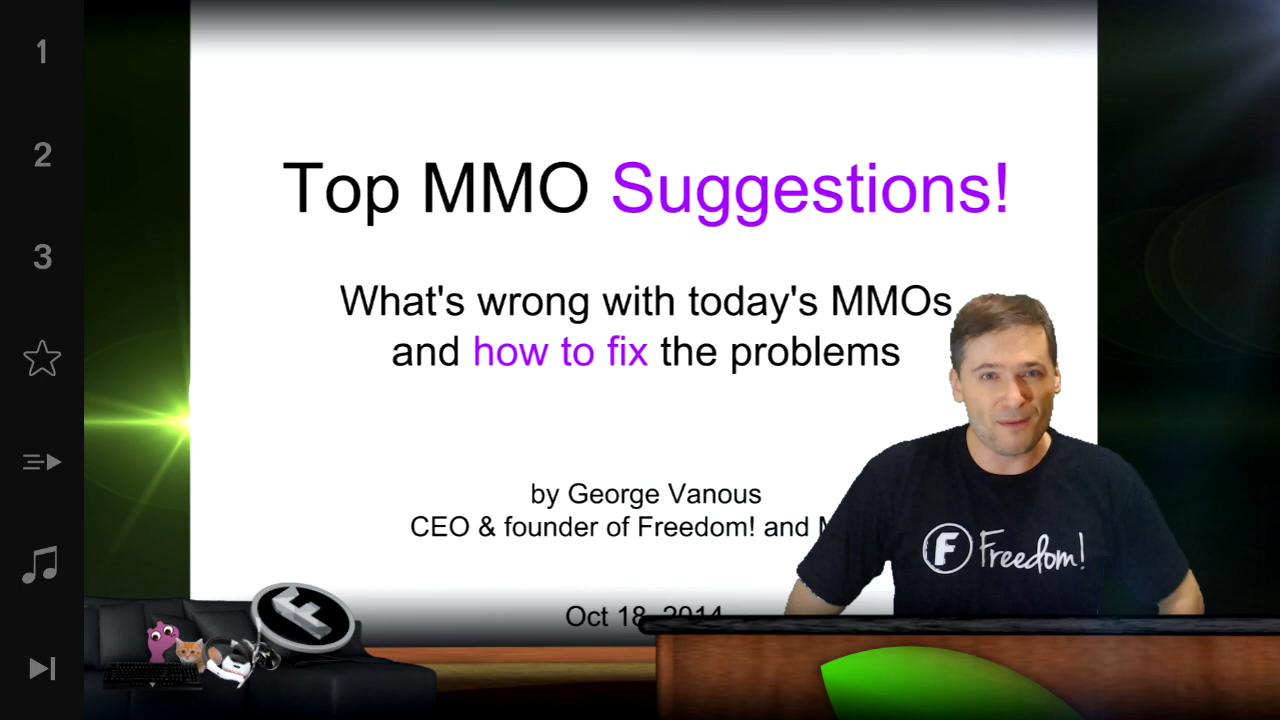 1
2
3
Top MMO Suggestions!
What's wrong with today's MMOs
and how to fix the problems
by George Vanous
CEO & founder of Freedom! and
Oct 18, 2014
F Freedom!
F